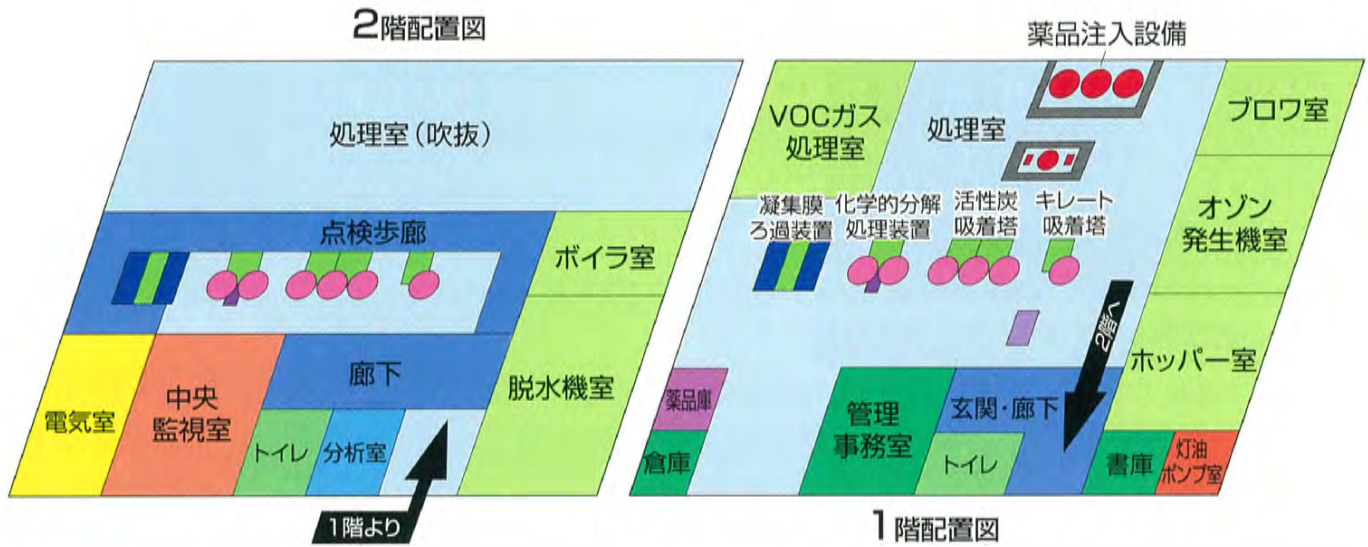 2階配置図
処理室(吹抜)
点検歩廊
ボイラ室
廊下
脱水機室
電気室
中央
監視室
トイレ
分析室
1階より
薬品注入設備
VOCガス
処理室
処理室
ブロワ室
凝集膜
ろ過装置
化学的分解
処理装置
活性炭
吸着塔
キレート
吸着塔
オゾン
発生機室
2階へ
ホッパー室
薬品庫
倉庫
管理
事務室
玄関・廊下
トイレ
書庫
灯油
ポンプ室
1階配置図